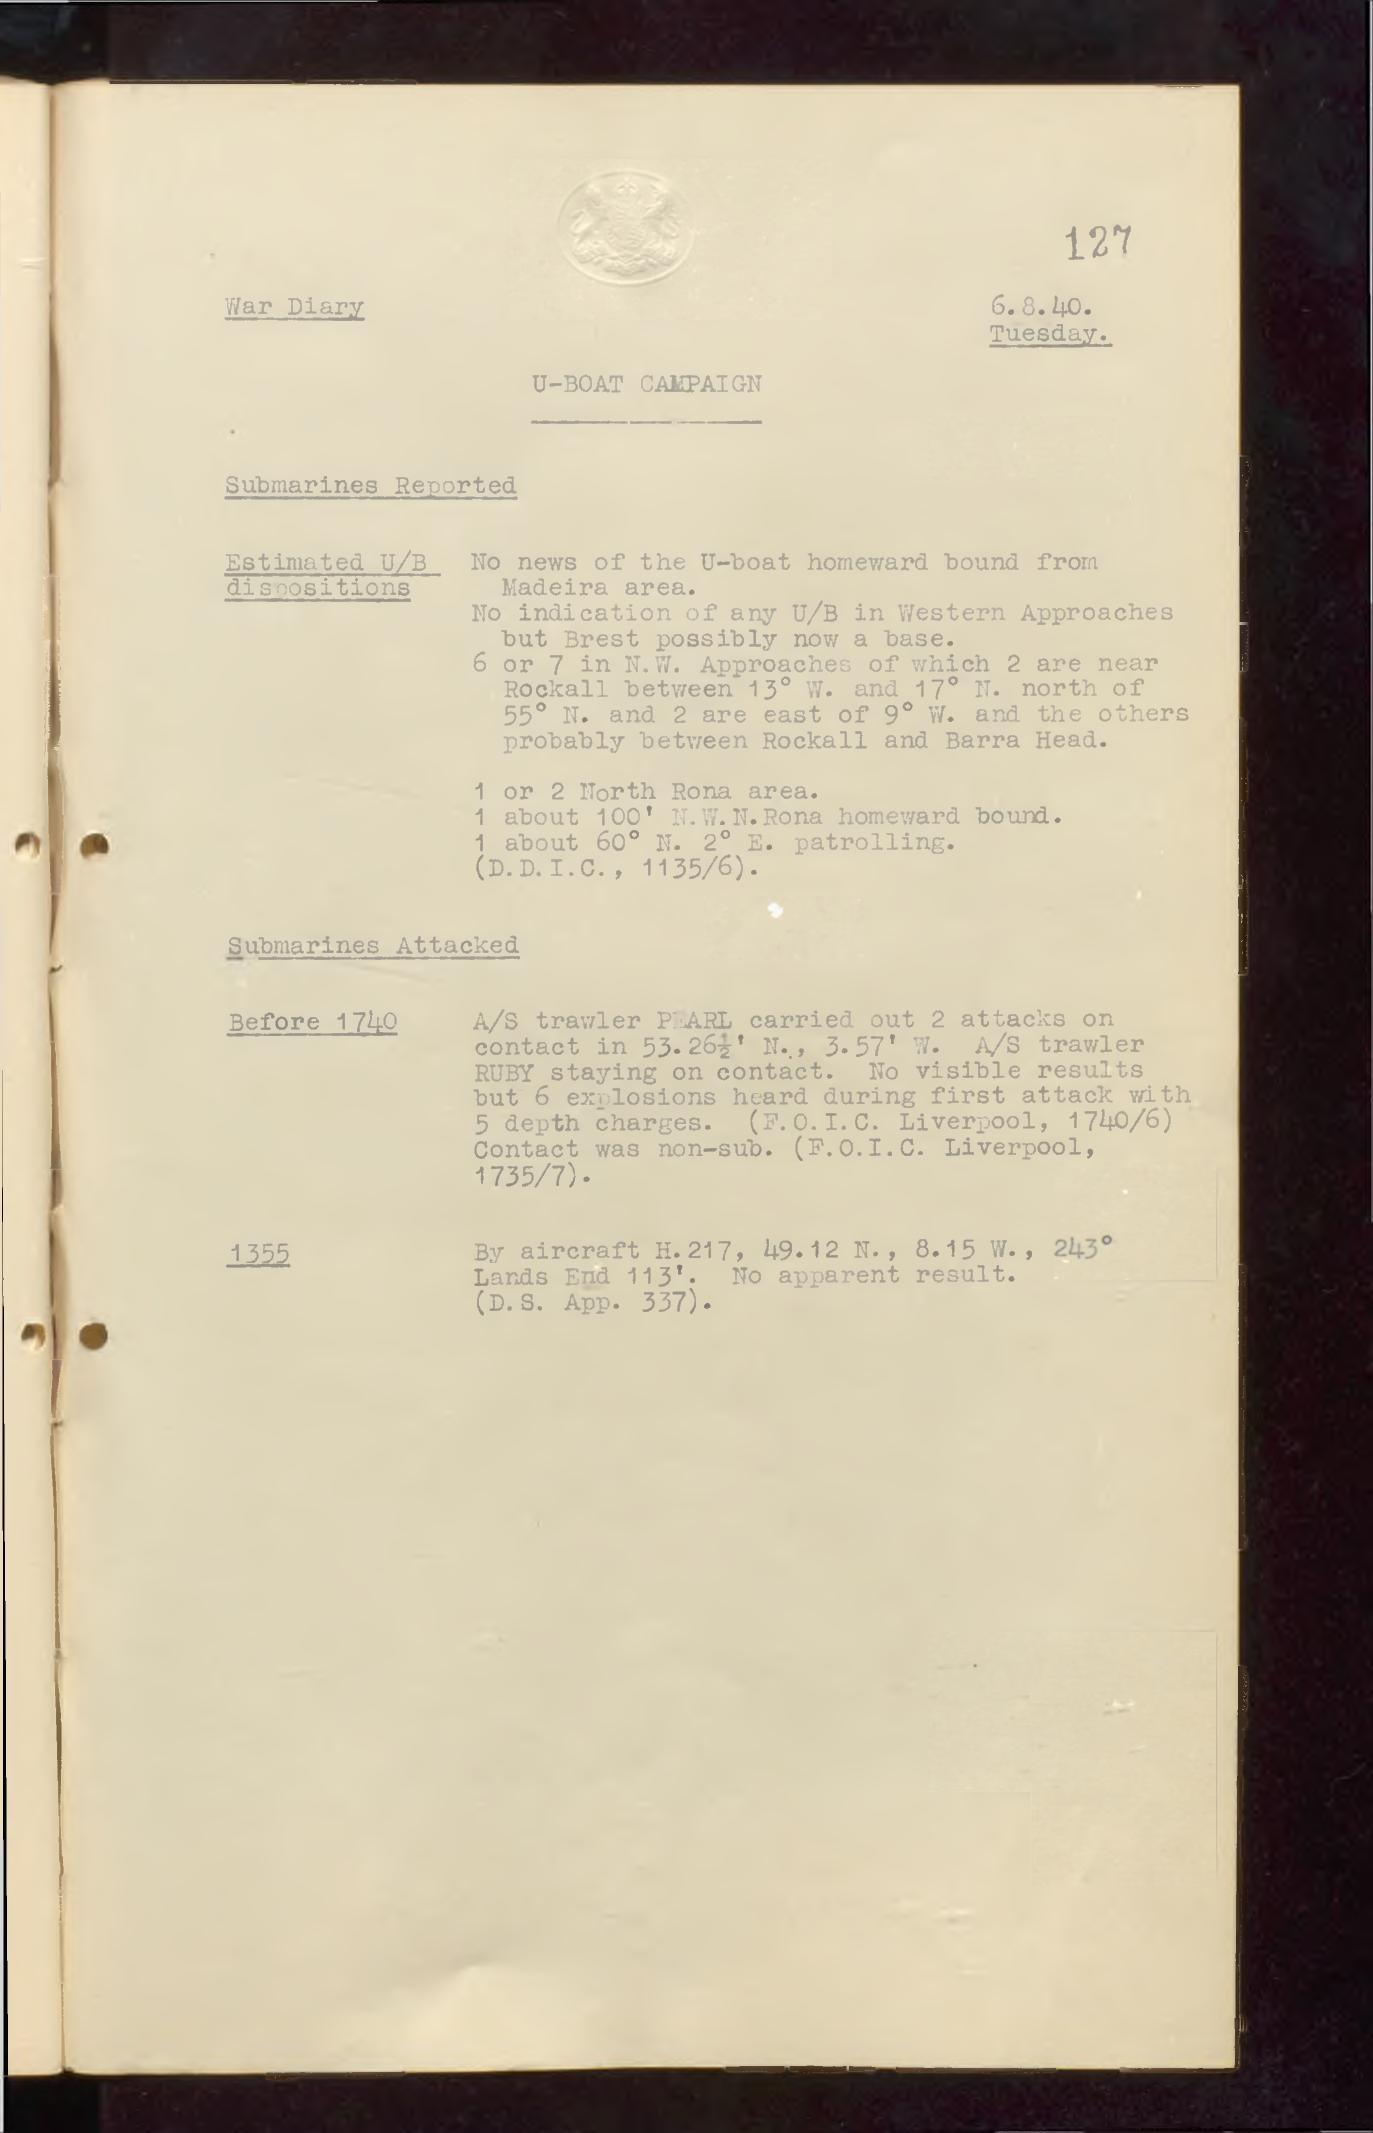 127
War Diary
6.8.40.
Tuesday.
U-BOAT CAMPAIGN
Submarines Reported
Estimated U/B
dispositions
No news of the U-boat homeward bound from
Madeira area.
No indication of any U/B in Western Approaches
but Brest possibly now a base.
6 or 7 in N.W. Approaches of which 2 are near
Rockall between 13° W. and 17° N. north of
55° N. and 2 are east of 9° W. and the others
probably between Rockall and Barra Head.
1 or 2 North Rona area.
1 about 100' N.W.N.Rona homeward bound.
1 about 60° N. 2° E. patrolling.
(D.D.I.C., 1135/6).
Submarines Attacked
Before 1740
A/S trawler PEARL carried out 2 attacks on
contact in 53.26½' N., 3.57' W. A/S trawler
RUBY staying on contact. No visible results
but 6 explosions heard during first attack with
5 depth charges. (F.O.I.C. Liverpool, 1740/6)
Contact was non-sub. (F.O.I.C. Liverpool,
1735/7).
1355
By aircraft H.217, 49.12 N., 8.15 W., 243°
Lands End 113'. No apparent result.
(D.S. App. 337).